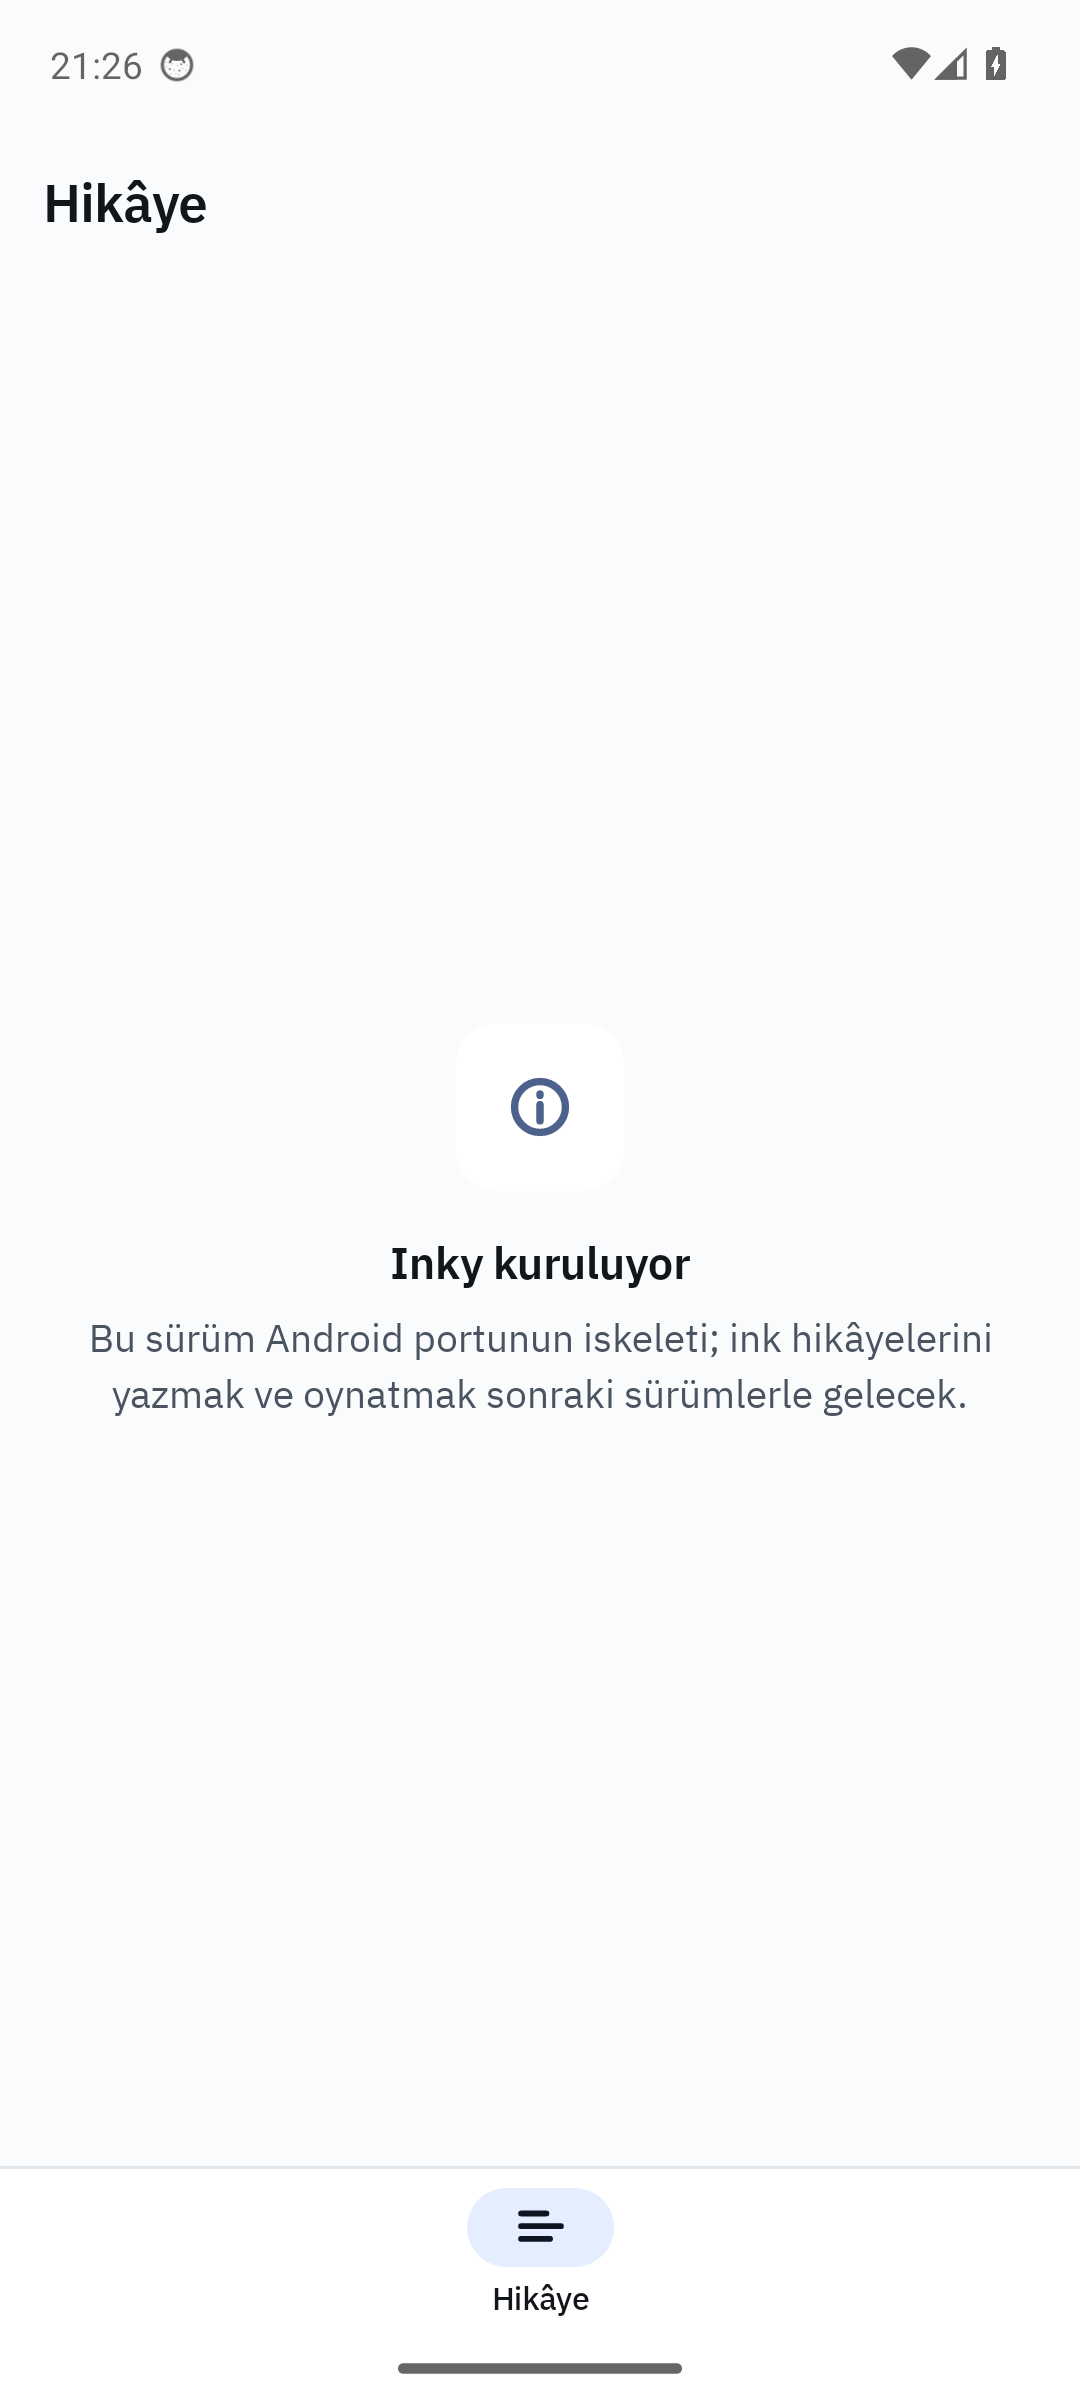 21:26
Hikâye
Inky kuruluyor
Bu sürüm Android portunun iskeleti; ink hikâyelerini
yazmak ve oynatmak sonraki sürümlerle gelecek.
Hikâye